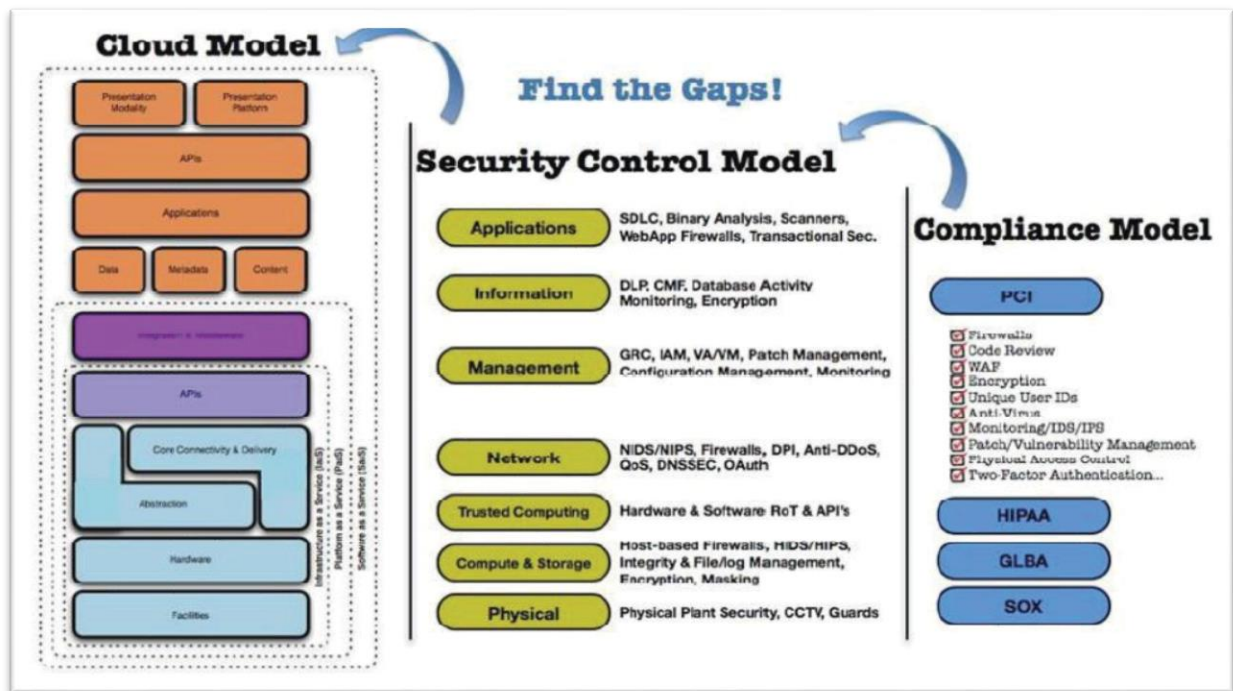 Cloud Model
Find the Gaps!
Presentation
Modality
Presentation
Platform
APIs
Applications
Data
Metadata
Content
Integration & Middleware
APIs
Core Connectivity & Delivery
Abstraction
Hardware
Facilities
Infrastructure as a Service (IaaS)
Platform as a Service (PaaS)
Software as a Service (SaaS)
Security Control Model
Applications
SDLC, Binary Analysis, Scanners,
WebApp Firewalls, Transactional Sec.
Information
DLP, CMF, Database Activity
Monitoring, Encryption
Management
GRC, IAM, VA/VM, Patch Management,
Configuration Management, Monitoring
Network
NIDS/NIPS, Firewalls, DPI, Anti-DDoS,
QoS, DNSSEC, OAuth
Trusted Computing
Hardware & Software RoT & API's
Compute & Storage
Host-based Firewalls, HIDS/HIPS,
Integrity & File/log Management,
Encryption, Masking
Physical
Physical Plant Security, CCTV, Guards
Compliance Model
PCI
Firewalls
Code Review
WAF
Encryption
Unique User IDs
Anti-Virus
Monitoring/IDS/IPS
Patch/Vulnerability Management
Physical Access Control
Two-Factor Authentication...
HIPAA
GLBA
SOX